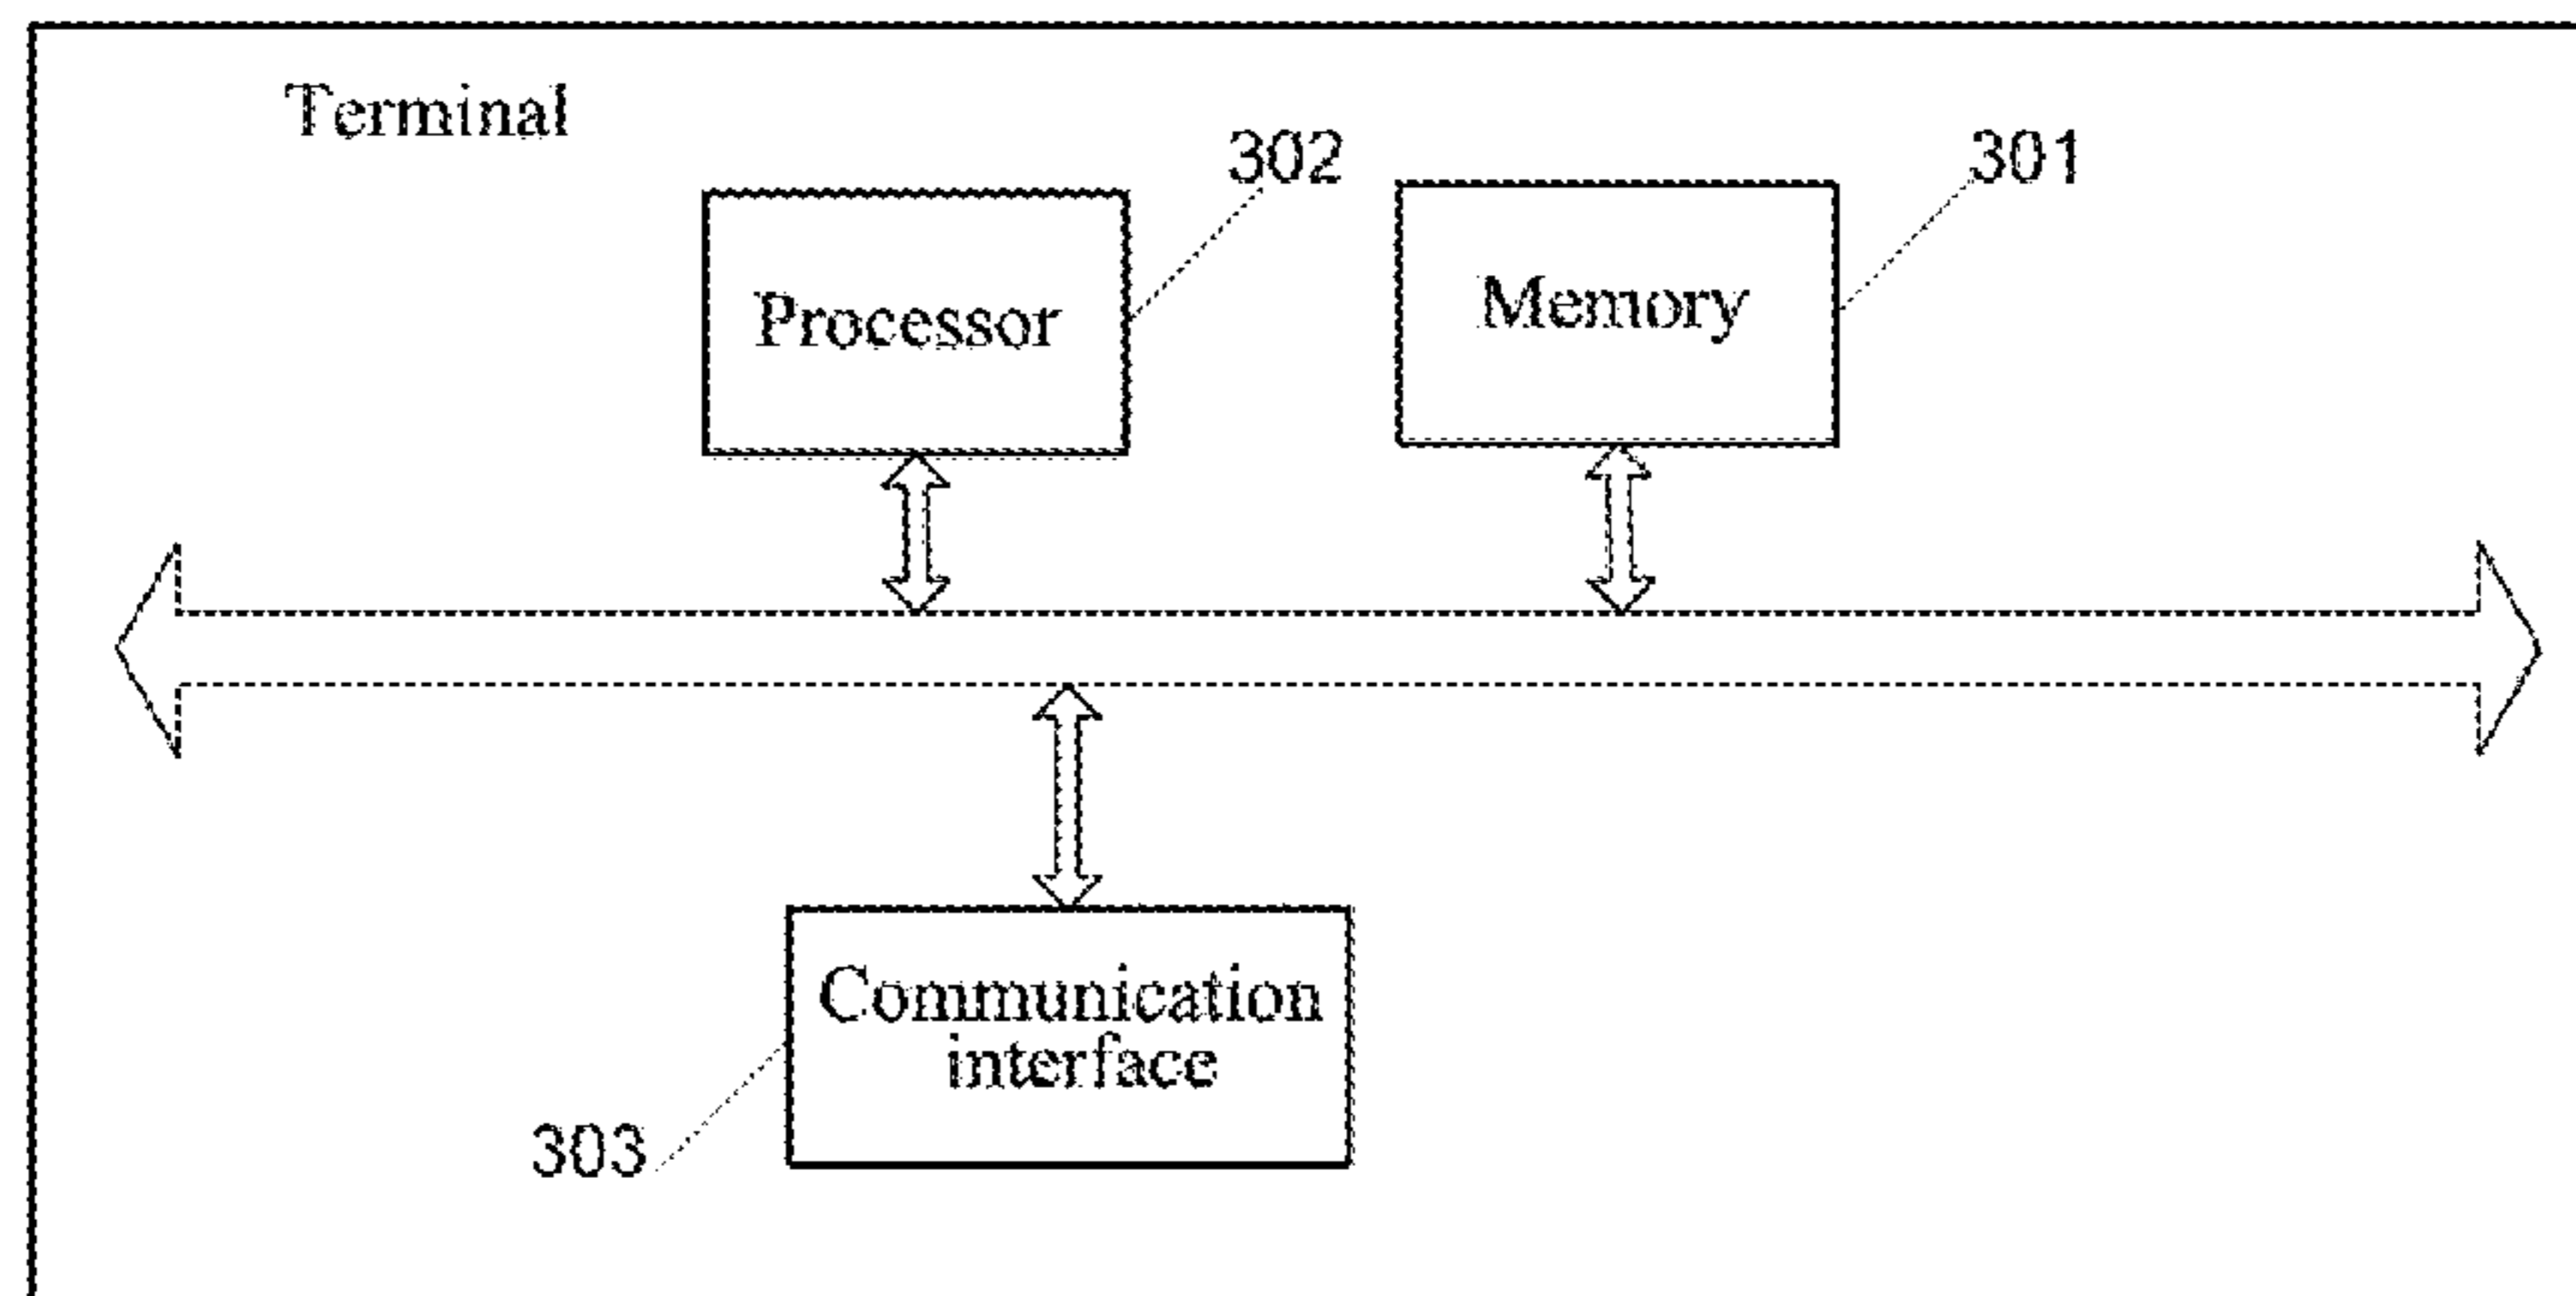 Terminal
302
301
Processor
Memory
Communication
interface
303